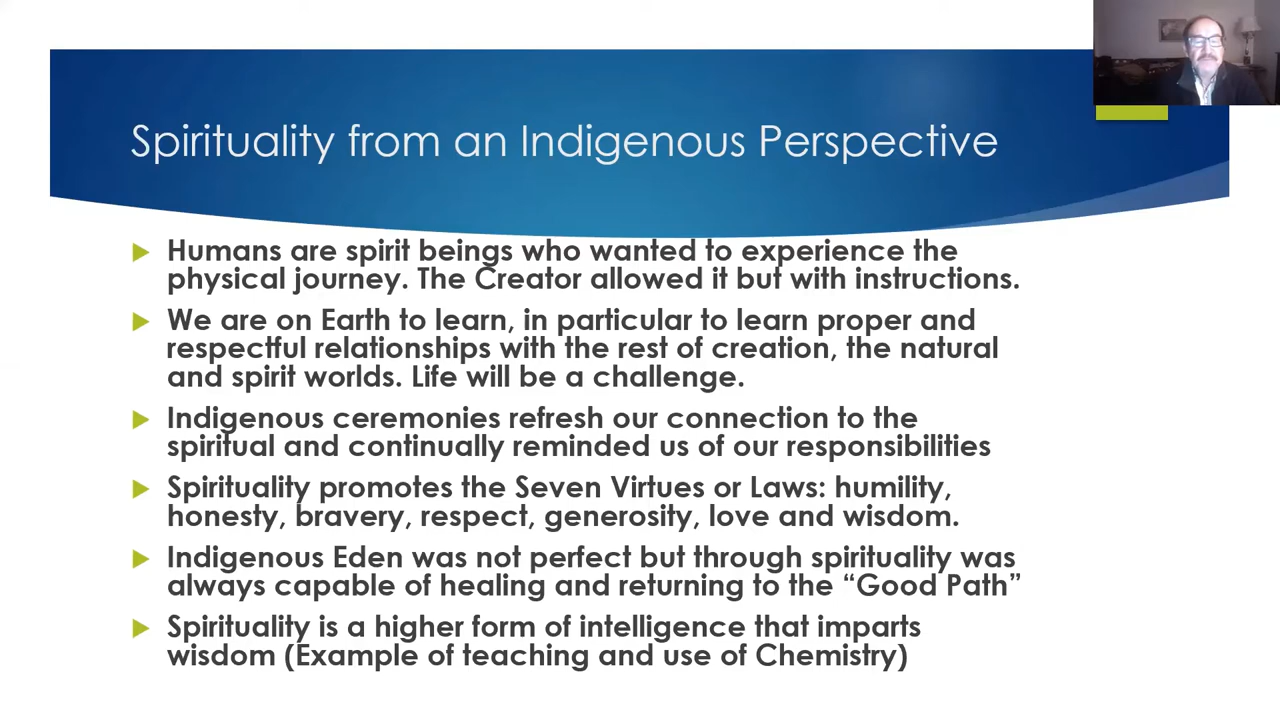 Spirituality from an Indigenous Perspective
Humans are spirit beings who wanted to experience the
physical journey. The Creator allowed it but with instructions.
We are on Earth to learn, in particular to learn proper and
respectful relationships with the rest of creation, the natural
and spirit worlds. Life will be a challenge.
Indigenous ceremonies refresh our connection to the
spiritual and continually reminded us of our responsibilities
Spirituality promotes the Seven Virtues or Laws: humility,
honesty, bravery, respect, generosity, love and wisdom.
Indigenous Eden was not perfect but through spirituality was
always capable of healing and returning to the “Good Path”
Spirituality is a higher form of intelligence that imparts
wisdom (Example of teaching and use of Chemistry)